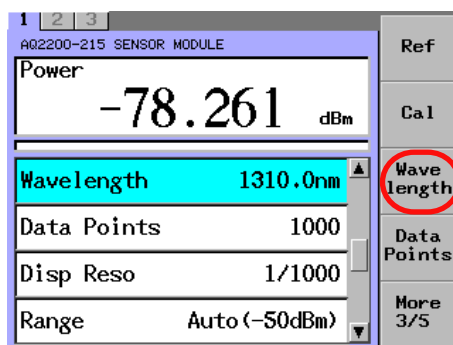 1 2 3
AQ2200-215 SENSOR MODULE
Power
-78.261 dBm
Wavelength 1310.0nm
Data Points 1000
Disp Reso 1/1000
Range Auto(-50dBm)
Ref
Cal
Wave
length
Data
Points
More
3/5